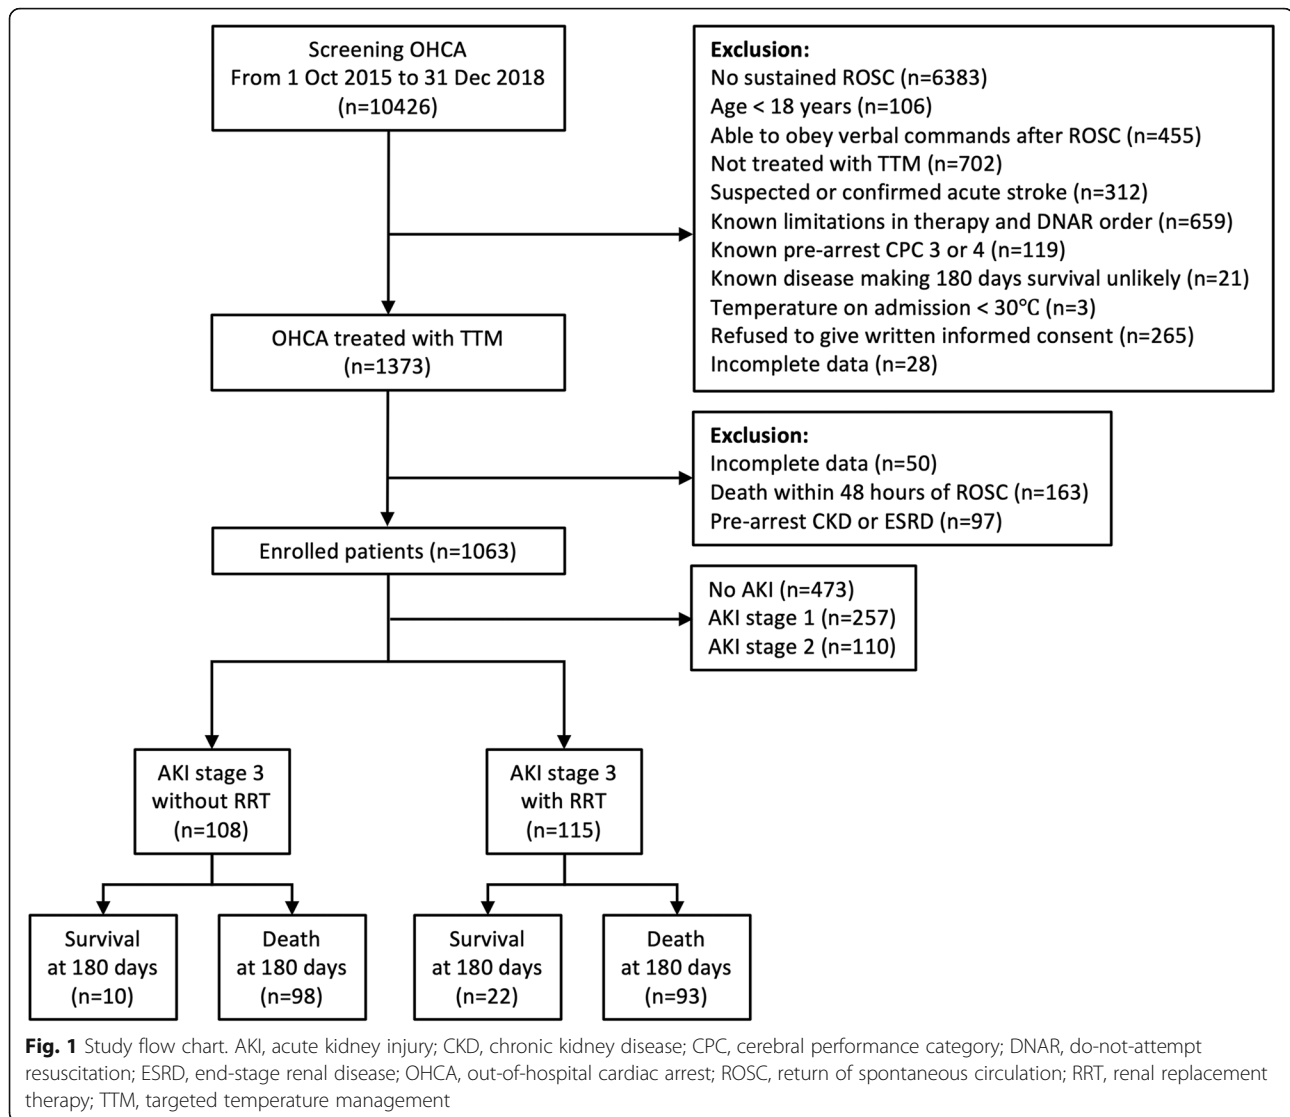 Screening OHCA
From 1 Oct 2015 to 31 Dec 2018
(n=10426)
Exclusion:
No sustained ROSC (n=6383)
Age < 18 years (n=106)
Able to obey verbal commands after ROSC (n=455)
Not treated with TTM (n=702)
Suspected or confirmed acute stroke (n=312)
Known limitations in therapy and DNAR order (n=659)
Known pre-arrest CPC 3 or 4 (n=119)
Known disease making 180 days survival unlikely (n=21)
Temperature on admission < 30℃ (n=3)
Refused to give written informed consent (n=265)
Incomplete data (n=28)
OHCA treated with TTM
(n=1373)
Exclusion:
Incomplete data (n=50)
Death within 48 hours of ROSC (n=163)
Pre-arrest CKD or ESRD (n=97)
Enrolled patients (n=1063)
No AKI (n=473)
AKI stage 1 (n=257)
AKI stage 2 (n=110)
AKI stage 3
without RRT
(n=108)
AKI stage 3
with RRT
(n=115)
Survival
at 180 days
(n=10)
Death
at 180 days
(n=98)
Survival
at 180 days
(n=22)
Death
at 180 days
(n=93)
Fig. 1 Study flow chart. AKI, acute kidney injury; CKD, chronic kidney disease; CPC, cerebral performance category; DNAR, do-not-attempt
resuscitation; ESRD, end-stage renal disease; OHCA, out-of-hospital cardiac arrest; ROSC, return of spontaneous circulation; RRT, renal replacement
therapy; TTM, targeted temperature management